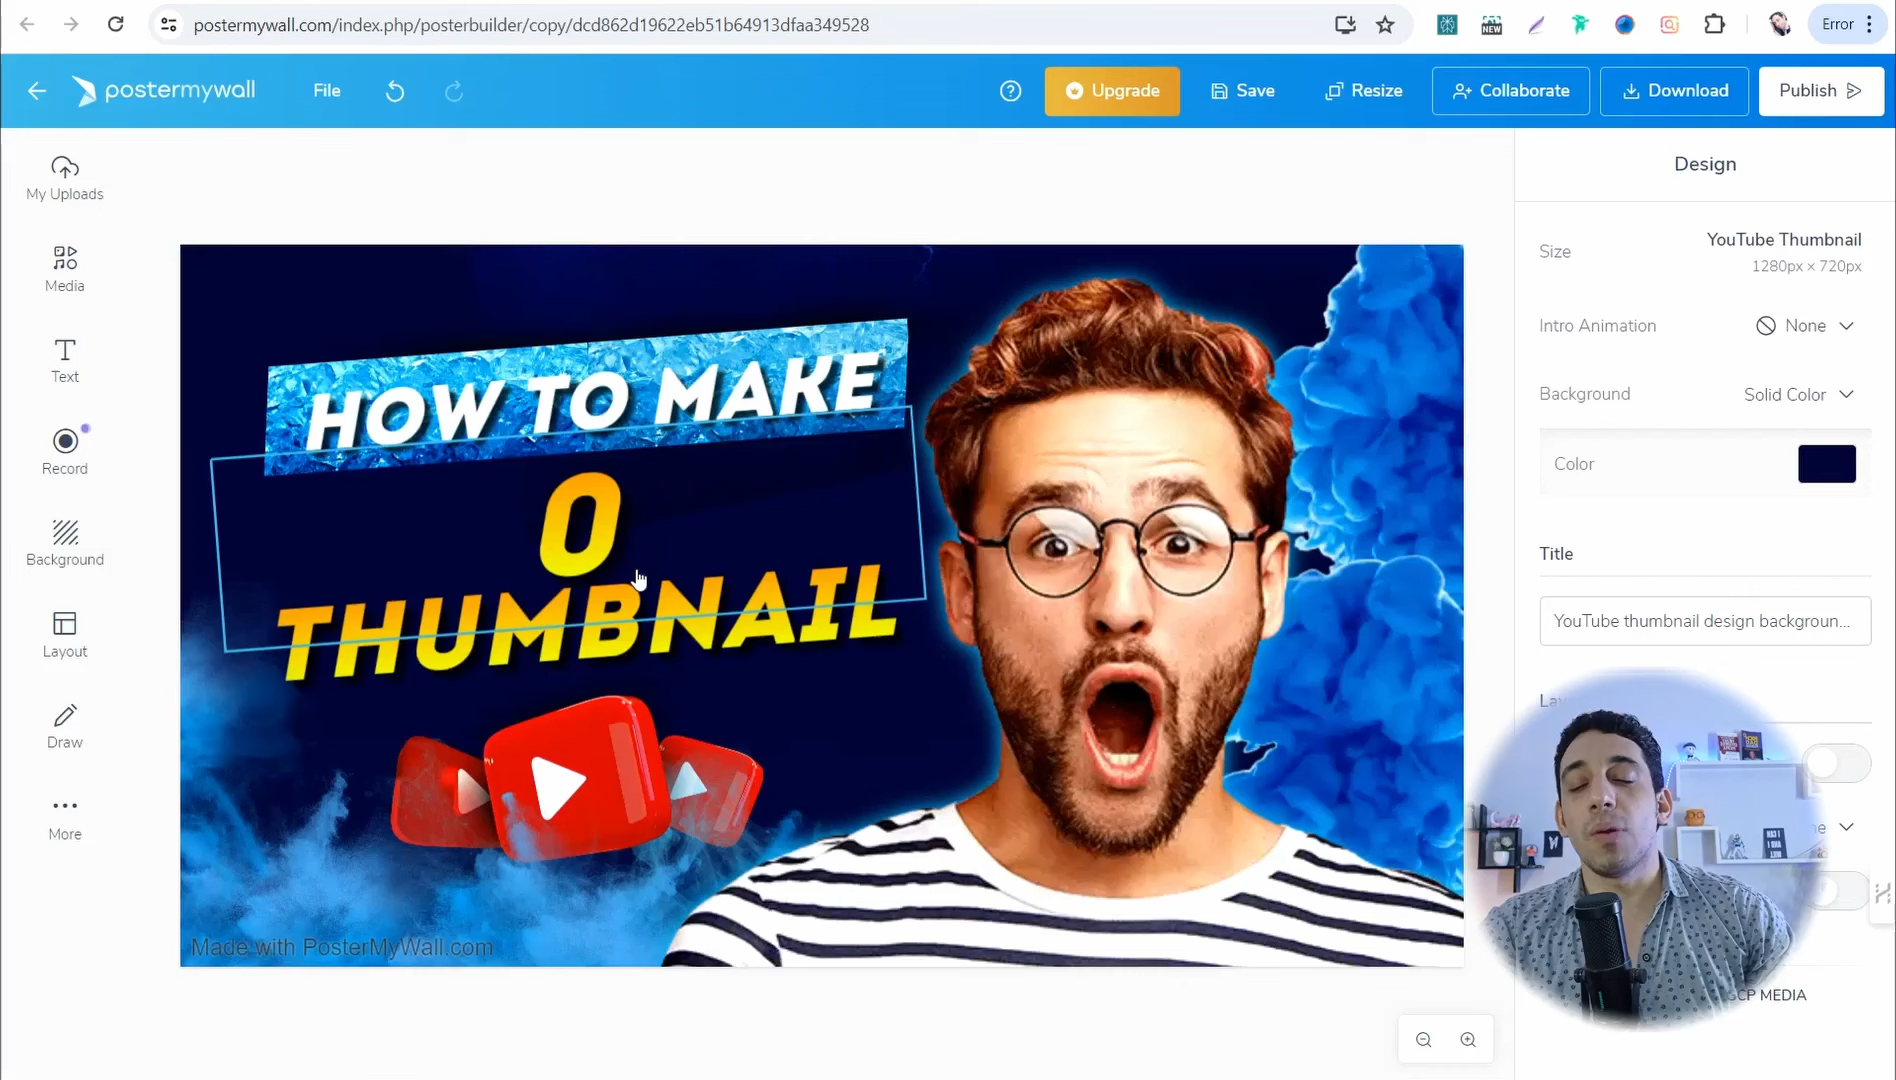 postermywall.com/index.php/posterbuilder/copy/dcd862d19622eb51b64913dfaa349528
NEW
Error
postermywall
File
Upgrade
Save
Resize
Collaborate
Download
Publish
My Uploads
Media
Text
Record
Background
Layout
Draw
More
HOW TO MAKE
O
THUMBNAIL
Made with PosterMyWall.com
Design
Size
YouTube Thumbnail
1280px × 720px
Intro Animation
None
Background
Solid Color
Color
Title
YouTube thumbnail design backgroun...
MEDIA